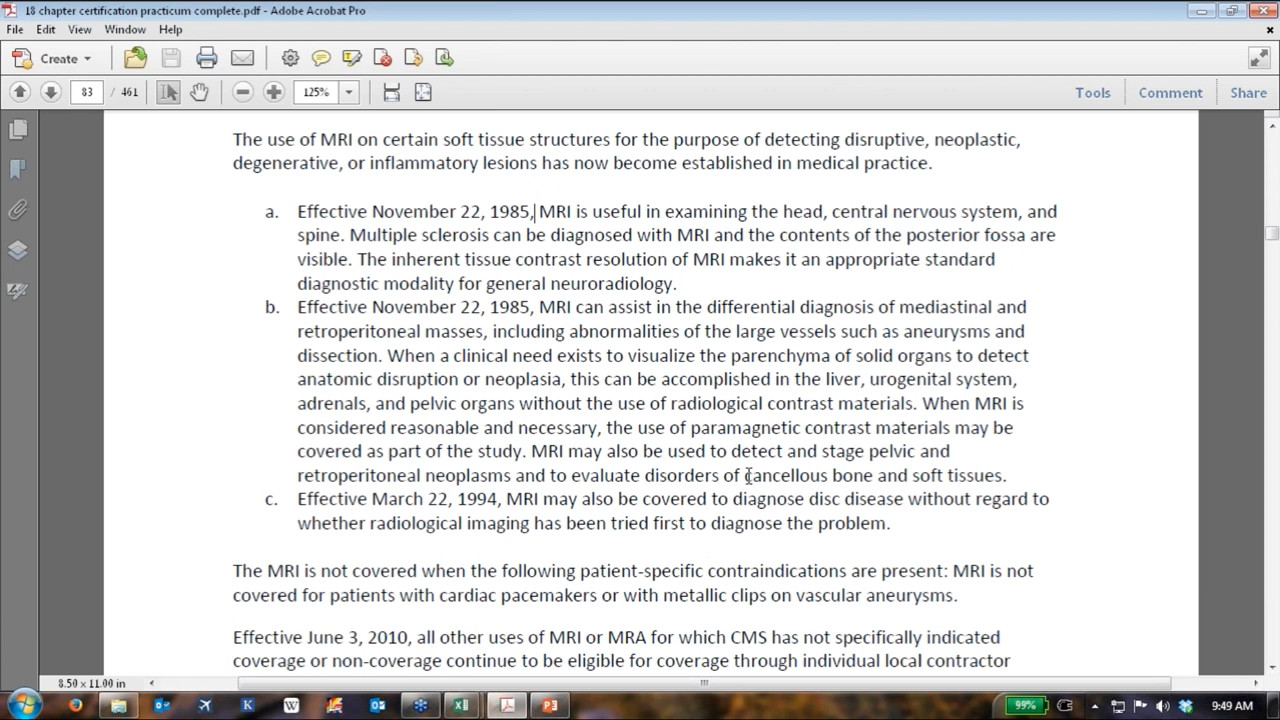 18 chapter certification practicum complete.pdf - Adobe Acrobat Pro
File Edit View Window Help
Create
83 / 461 125% Tools Comment Share
The use of MRI on certain soft tissue structures for the purpose of detecting disruptive, neoplastic,
degenerative, or inflammatory lesions has now become established in medical practice.
a. Effective November 22, 1985, MRI is useful in examining the head, central nervous system, and
spine. Multiple sclerosis can be diagnosed with MRI and the contents of the posterior fossa are
visible. The inherent tissue contrast resolution of MRI makes it an appropriate standard
diagnostic modality for general neuroradiology.
b. Effective November 22, 1985, MRI can assist in the differential diagnosis of mediastinal and
retroperitoneal masses, including abnormalities of the large vessels such as aneurysms and
dissection. When a clinical need exists to visualize the parenchyma of solid organs to detect
anatomic disruption or neoplasia, this can be accomplished in the liver, urogenital system,
adrenals, and pelvic organs without the use of radiological contrast materials. When MRI is
considered reasonable and necessary, the use of paramagnetic contrast materials may be
covered as part of the study. MRI may also be used to detect and stage pelvic and
retroperitoneal neoplasms and to evaluate disorders of cancellous bone and soft tissues.
c. Effective March 22, 1994, MRI may also be covered to diagnose disc disease without regard to
whether radiological imaging has been tried first to diagnose the problem.
The MRI is not covered when the following patient-specific contraindications are present: MRI is not
covered for patients with cardiac pacemakers or with metallic clips on vascular aneurysms.
Effective June 3, 2010, all other uses of MRI or MRA for which CMS has not specifically indicated
coverage or non-coverage continue to be eligible for coverage through individual local contractor
8.50 x 11.00 in
99% 9:49 AM